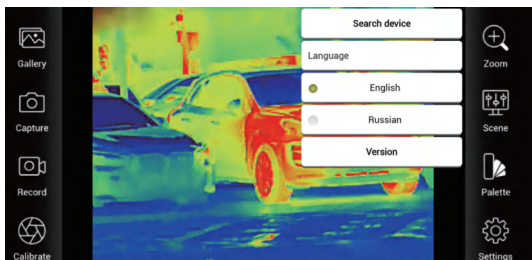 Gallery
Capture
Record
Calibrate
Search device
Language
English
Russian
Version
Zoom
Scene
Palette
Settings